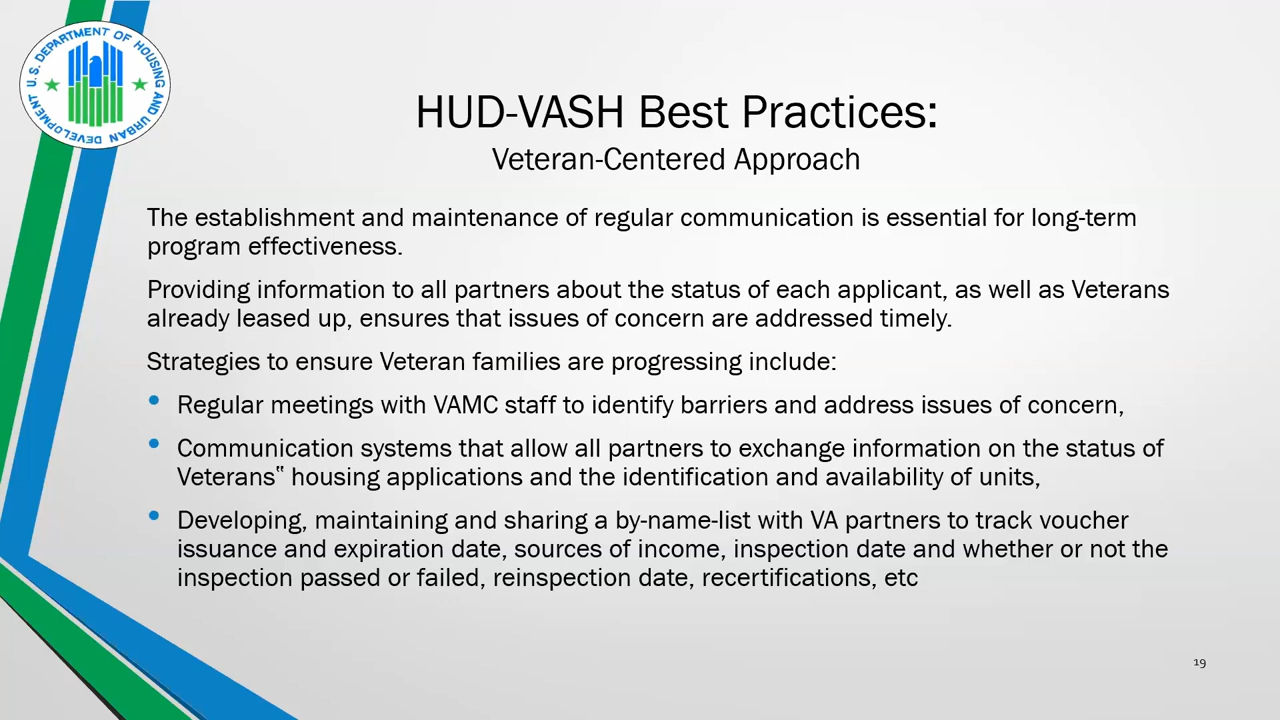 U.S. DEPARTMENT OF HOUSING AND URBAN DEVELOPMENT
HUD-VASH Best Practices:
Veteran-Centered Approach
The establishment and maintenance of regular communication is essential for long-term
program effectiveness.
Providing information to all partners about the status of each applicant, as well as Veterans
already leased up, ensures that issues of concern are addressed timely.
Strategies to ensure Veteran families are progressing include:
• Regular meetings with VAMC staff to identify barriers and address issues of concern,
• Communication systems that allow all partners to exchange information on the status of
Veterans‟ housing applications and the identification and availability of units,
• Developing, maintaining and sharing a by-name-list with VA partners to track voucher
issuance and expiration date, sources of income, inspection date and whether or not the
inspection passed or failed, reinspection date, recertifications, etc
19